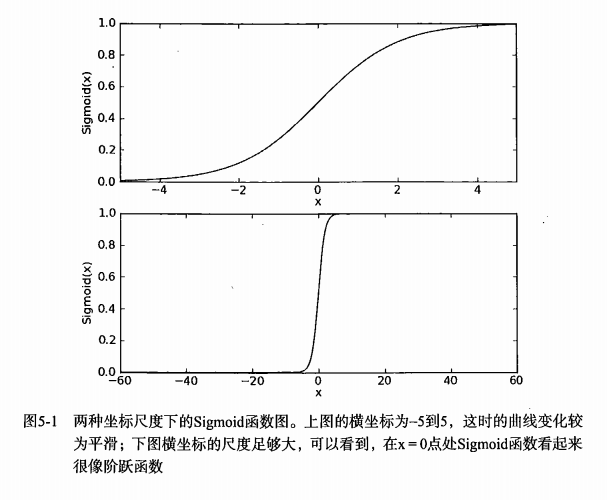 1.0
0.8
0.6
0.4
0.2
0.0
Sigmoid(x)
−4 −2 0 2 4
x
1.0
0.8
0.6
0.4
0.2
0.0
Sigmoid(x)
−60 −40 −20 0 20 40 60
x
图5-1 两种坐标尺度下的Sigmoid函数图。上图的横坐标为−5到5，这时的曲线变化较
为平滑；下图横坐标的尺度足够大，可以看到，在x = 0点处Sigmoid函数看起来
很像阶跃函数